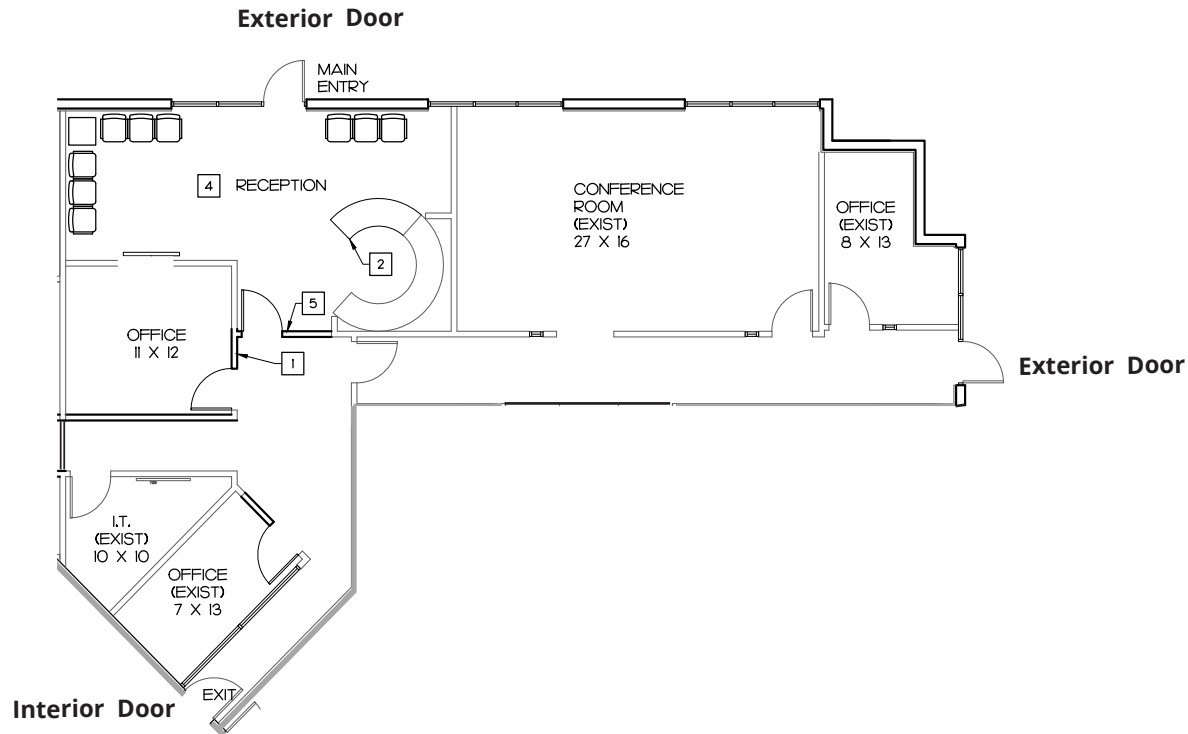 Exterior Door
MAIN
ENTRY
4 RECEPTION
CONFERENCE
ROOM
(EXIST)
27 X 16
OFFICE
(EXIST)
8 X 13
2
5
OFFICE
11 X 12
1
Exterior Door
I.T.
(EXIST)
10 X 10
OFFICE
(EXIST)
7 X 13
EXIT
Interior Door